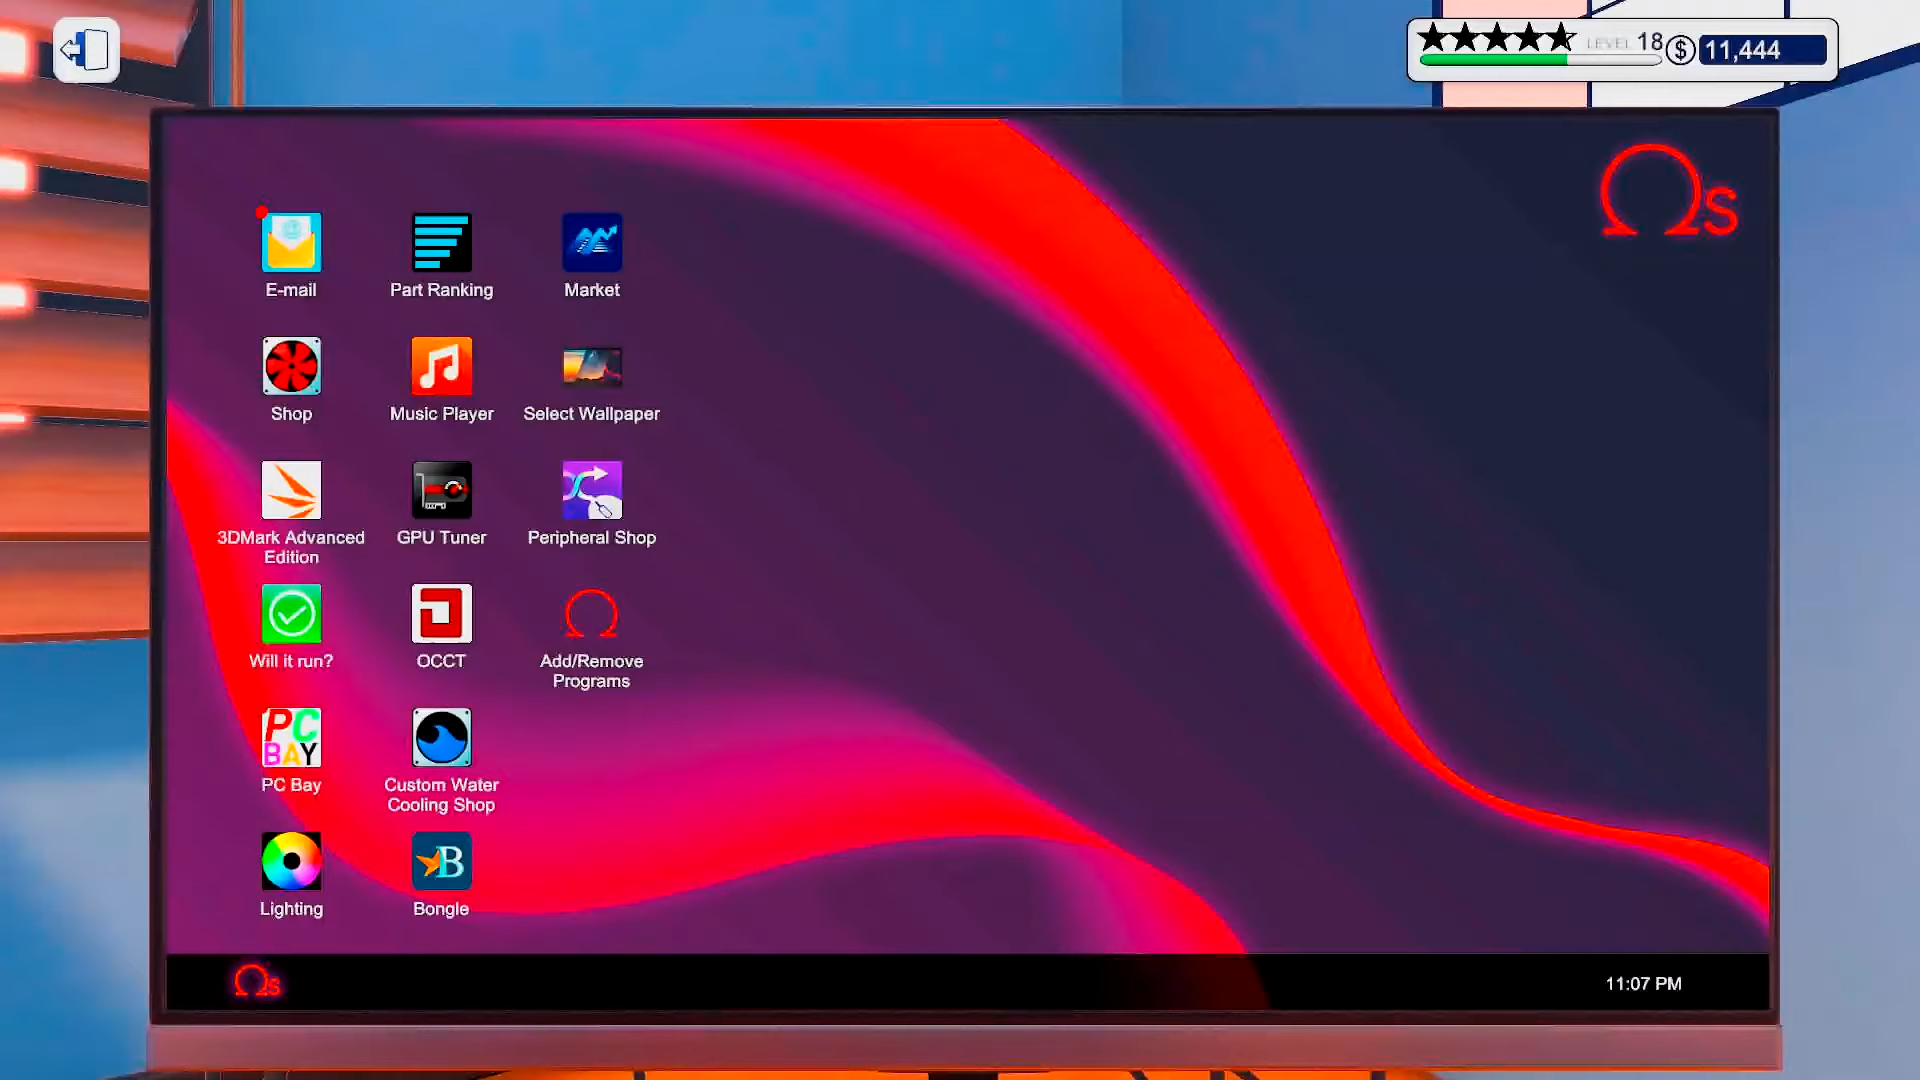 LEVEL 18
$ 11,444
Ωs
E-mail
Part Ranking
Market
Shop
Music Player
Select Wallpaper
3DMark Advanced
Edition
GPU Tuner
Peripheral Shop
Will it run?
OCCT
Add/Remove
Programs
PC
BAY
PC Bay
Custom Water
Cooling Shop
B
Lighting
Bongle
Ωs
11:07 PM